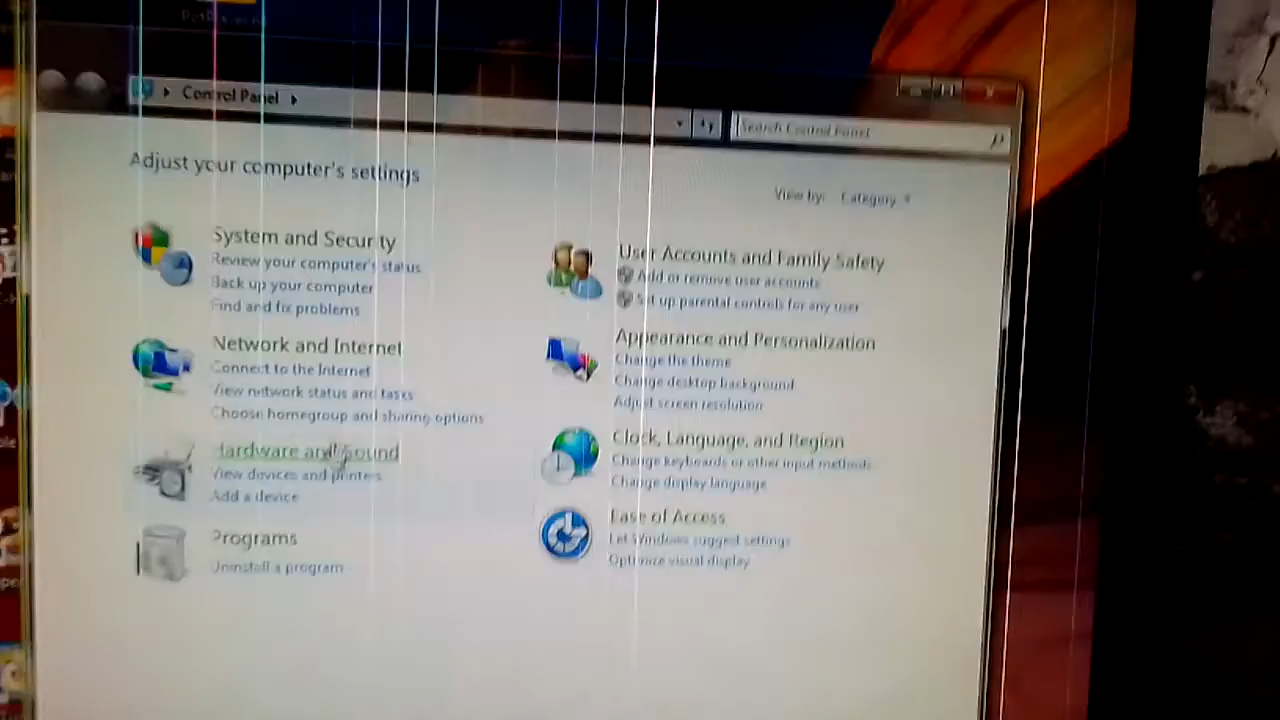 Control Panel
Search Control Panel
Adjust your computer's settings
View by: Category
System and Security
Review your computer's status
Back up your computer
Find and fix problems
Network and Internet
Connect to the Internet
View network status and tasks
Choose homegroup and sharing options
Hardware and Sound
View devices and printers
Add a device
Programs
Uninstall a program
User Accounts and Family Safety
Add or remove user accounts
Set up parental controls for any user
Appearance and Personalization
Change the theme
Change desktop background
Adjust screen resolution
Clock, Language, and Region
Change keyboards or other input methods
Change display language
Ease of Access
Let Windows suggest settings
Optimize visual display